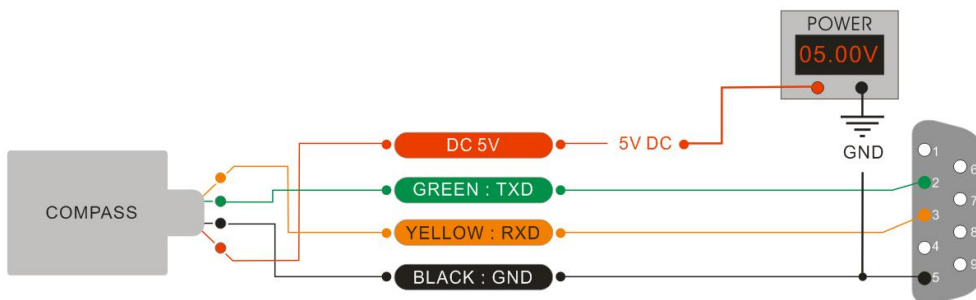 POWER
05.00V
GND
DC 5V
5V DC
GREEN : TXD
YELLOW : RXD
BLACK : GND
COMPASS
1
6
2
7
3
8
4
9
5